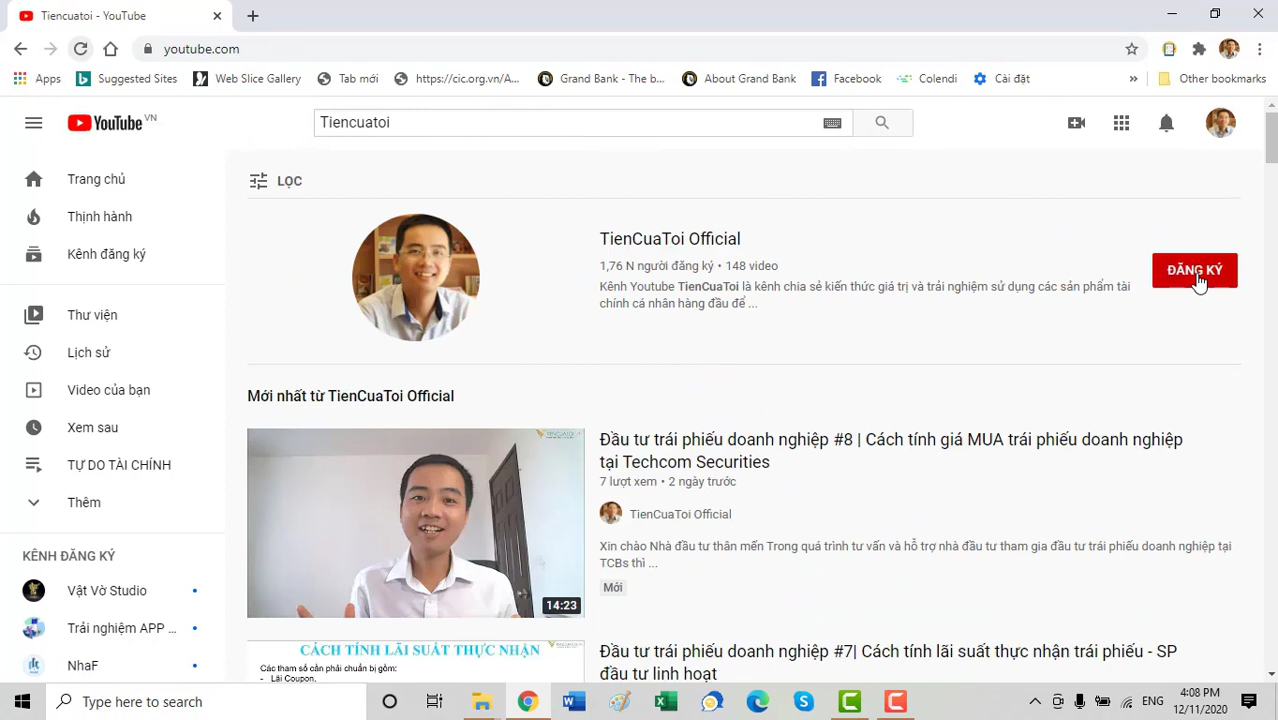 Tiencuatoi - YouTube
youtube.com
Apps Suggested Sites Web Slice Gallery Tab mới https://cic.org.vn/A... Grand Bank - The b... About Grand Bank Facebook Colendi Cài đặt » Other bookmarks
YouTube VN
Tiencuatoi
Trang chủ
Thịnh hành
Kênh đăng ký
Thư viện
Lịch sử
Video của bạn
Xem sau
TỰ DO TÀI CHÍNH
Thêm
KÊNH ĐĂNG KÝ
Vật Vờ Studio
Trải nghiệm APP ...
NhaF
LỌC
TienCuaToi Official
1,76 N người đăng ký • 148 video
Kênh Youtube TienCuaToi là kênh chia sẻ kiến thức giá trị và trải nghiệm sử dụng các sản phẩm tài
chính cá nhân hàng đầu để ...
ĐĂNG KÝ
Mới nhất từ TienCuaToi Official
14:23
Đầu tư trái phiếu doanh nghiệp #8 | Cách tính giá MUA trái phiếu doanh nghiệp
tại Techcom Securities
7 lượt xem • 2 ngày trước
TienCuaToi Official
Xin chào Nhà đầu tư thân mến Trong quá trình tư vấn và hỗ trợ nhà đầu tư tham gia đầu tư trái phiếu doanh nghiệp tại
TCBs thì ...
Mới
CÁCH TÍNH LÃI SUẤT THỰC NHẬN
Các tham số cần phải chuẩn bị gồm:
- Lãi Coupon,
Đầu tư trái phiếu doanh nghiệp #7| Cách tính lãi suất thực nhận trái phiếu - SP
đầu tư linh hoạt
Type here to search
ENG
4:08 PM
12/11/2020